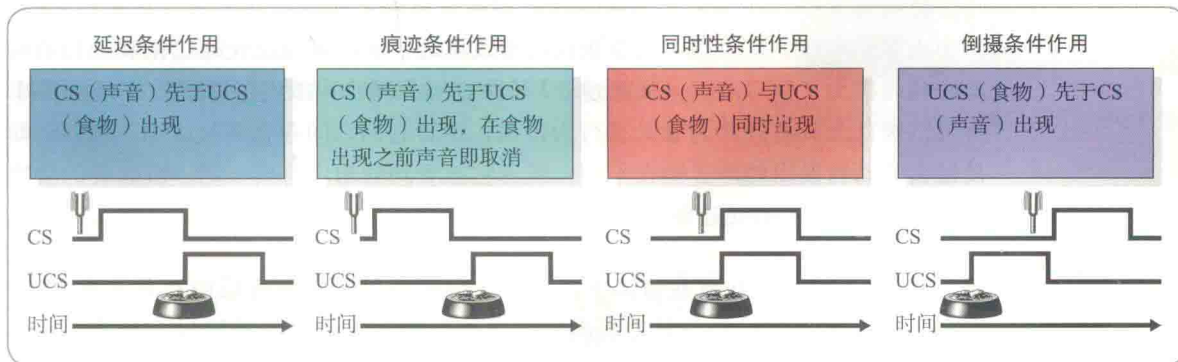 延迟条件作用
CS（声音）先于UCS
（食物）出现
CS
UCS
时间
痕迹条件作用
CS（声音）先于UCS
（食物）出现，在食物
出现之前声音即取消
CS
UCS
时间
同时性条件作用
CS（声音）与UCS
（食物）同时出现
CS
UCS
时间
倒摄条件作用
UCS（食物）先于CS
（声音）出现
CS
UCS
时间